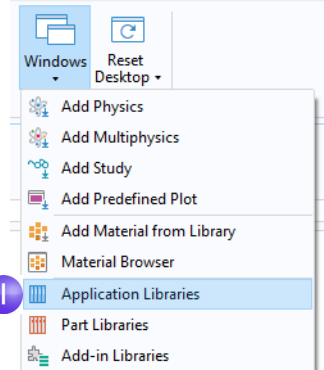 Windows
Reset
Desktop
Add Physics
Add Multiphysics
Add Study
Add Predefined Plot
Add Material from Library
Material Browser
Application Libraries
Part Libraries
Add-in Libraries